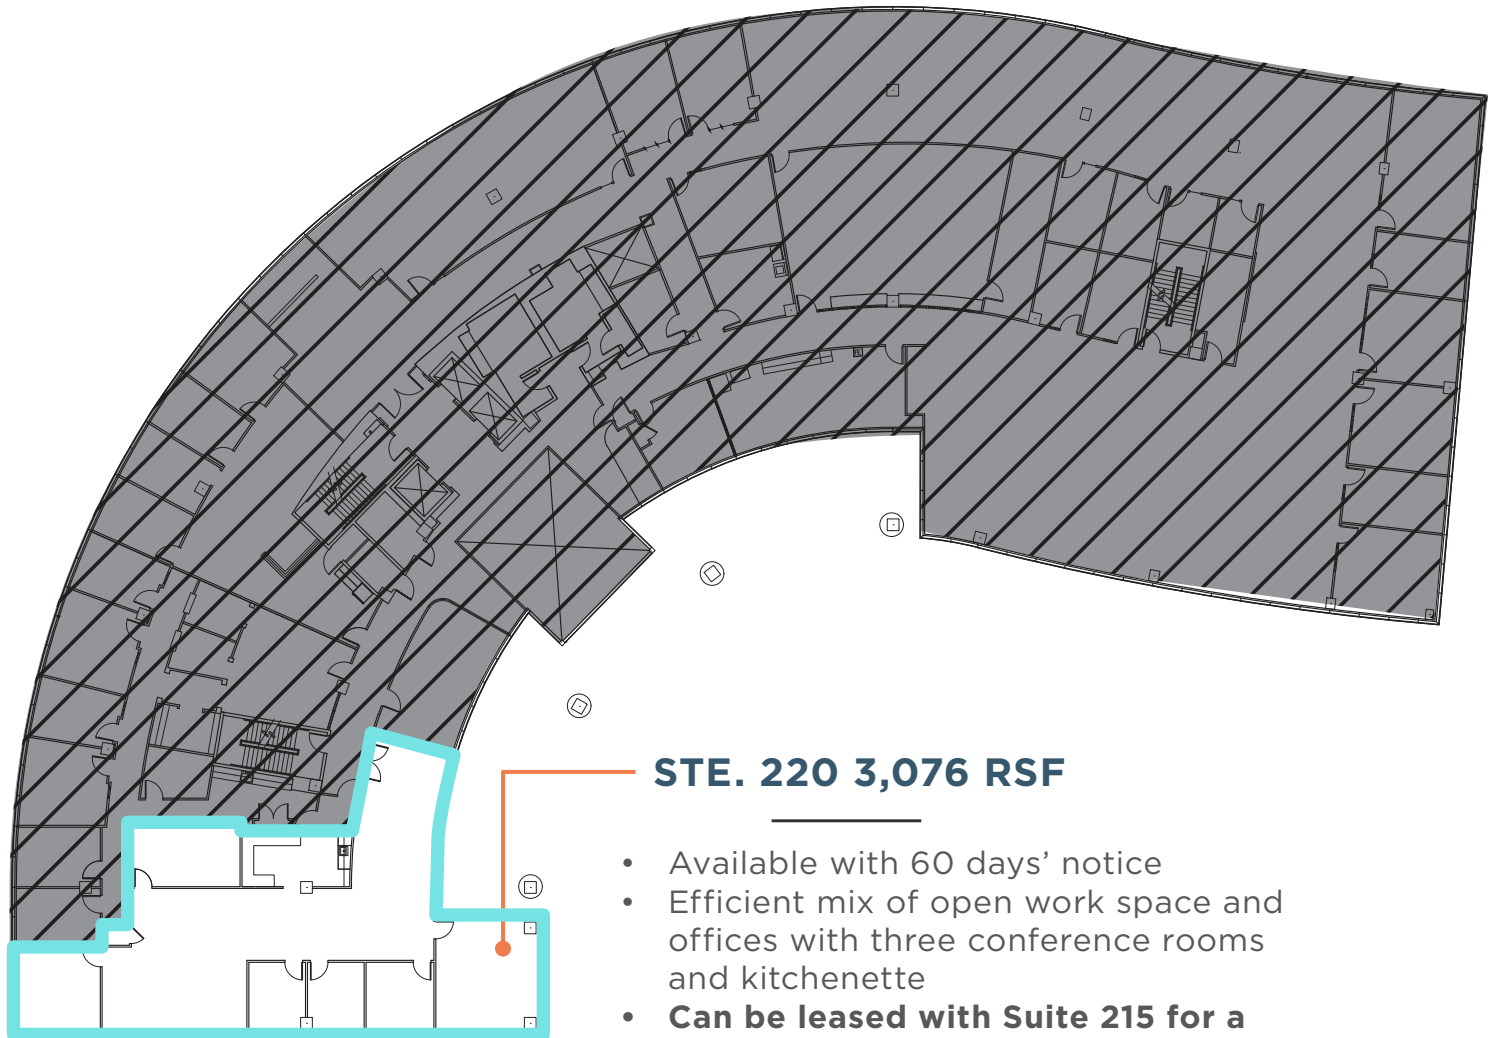 STE. 220 3,076 RSF
• Available with 60 days’ notice
• Efficient mix of open work space and
offices with three conference rooms
and kitchenette
• Can be leased with Suite 215 for a